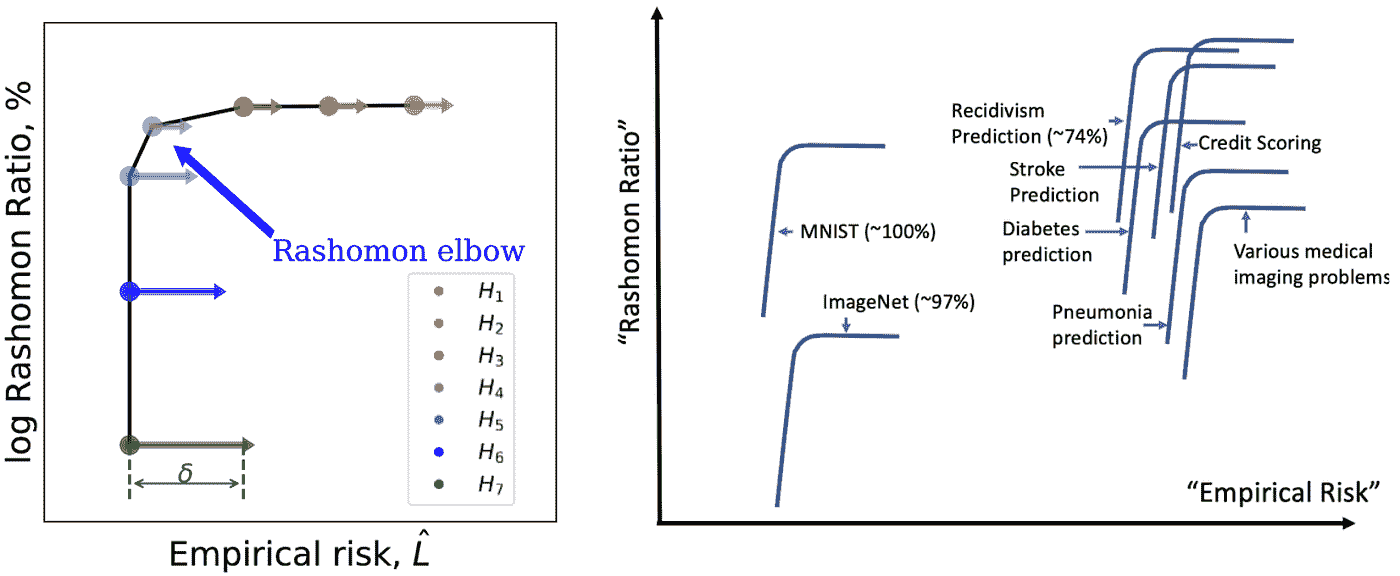 log Rashomon Ratio, %
Rashomon elbow
H1
H2
H3
H4
H5
H6
H7
δ
Empirical risk, L̂
“Rashomon Ratio”
MNIST (~100%)
ImageNet (~97%)
Recidivism
Prediction (~74%)
Credit Scoring
Stroke
Prediction
Diabetes
prediction
Various medical
imaging problems
Pneumonia
prediction
“Empirical Risk”